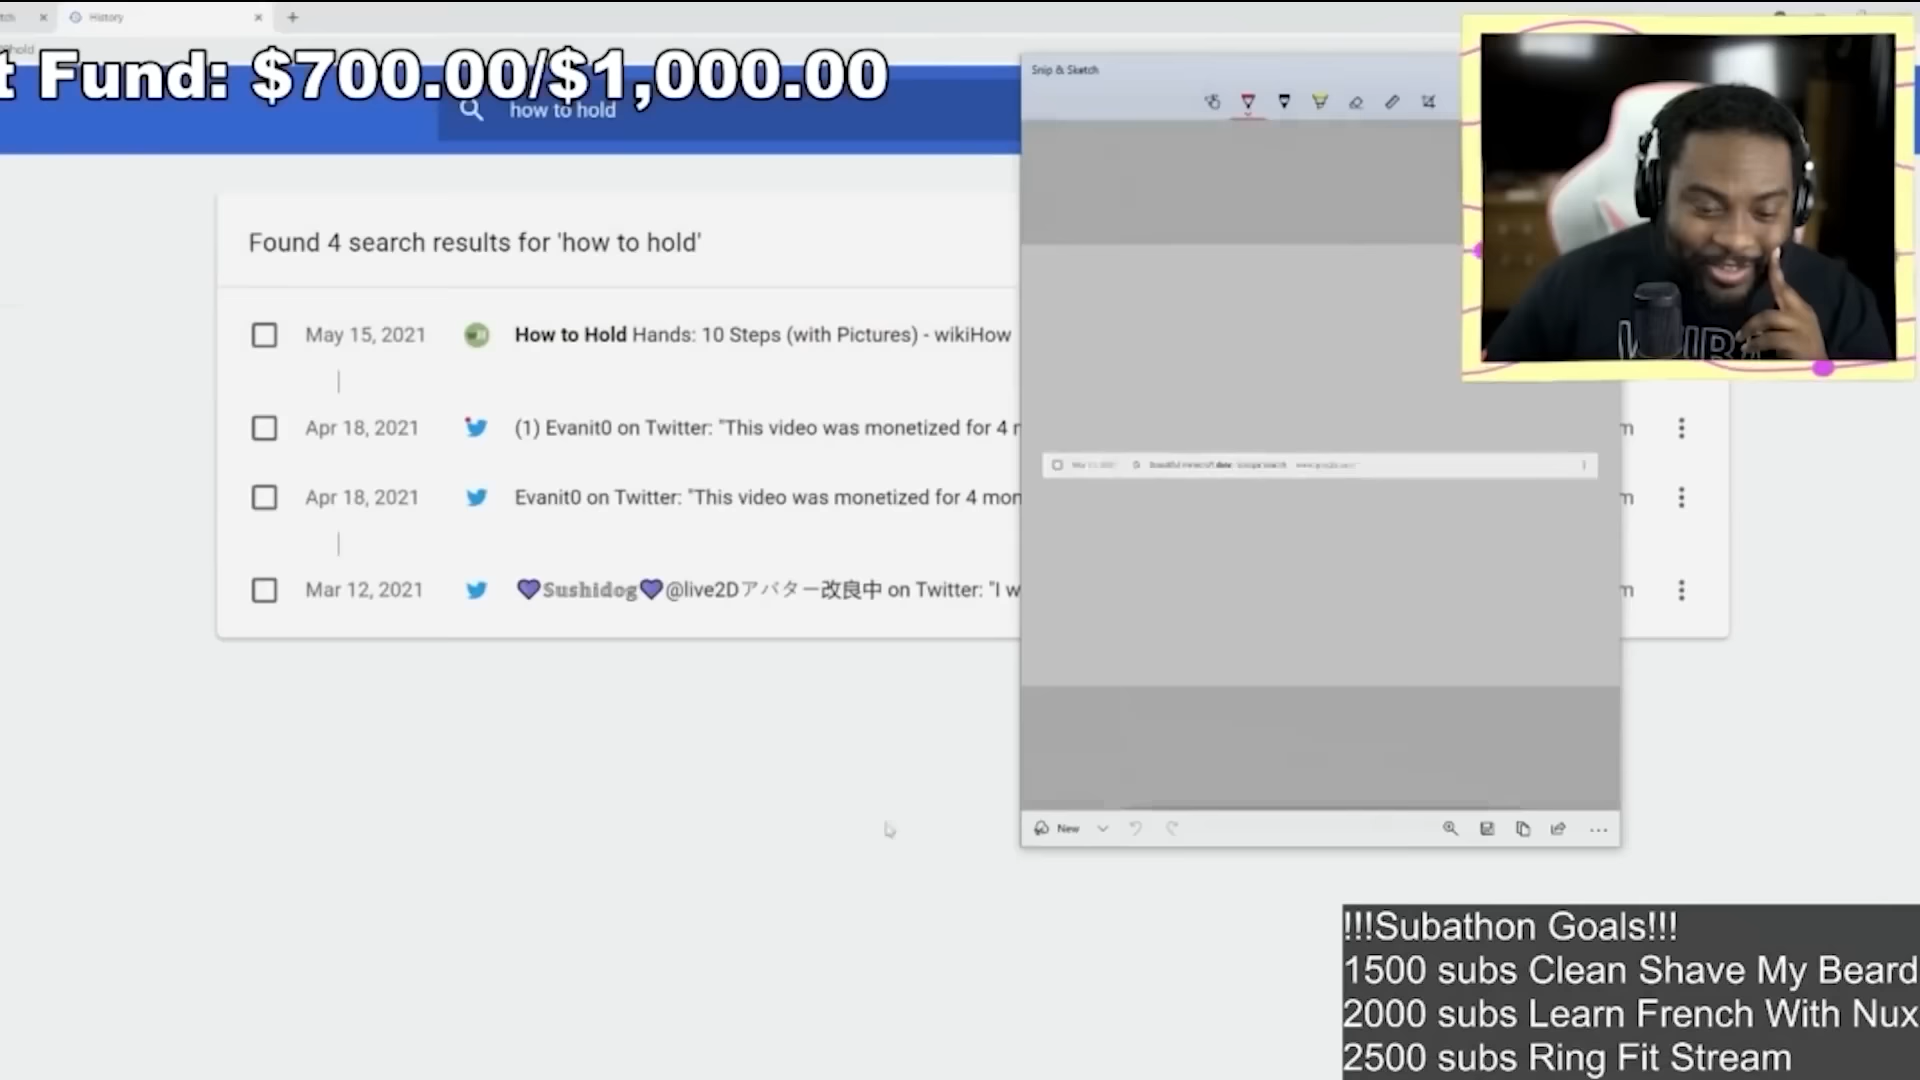 History
t Fund: $700.00/$1,000.00
how to hold
Snip & Sketch
Found 4 search results for 'how to hold'
May 15, 2021 How to Hold Hands: 10 Steps (with Pictures) - wikiHow
Apr 18, 2021 (1) Evanit0 on Twitter: "This video was monetized for 4
Apr 18, 2021 Evanit0 on Twitter: "This video was monetized for 4 mon
Mar 12, 2021 💜Sushidog💜@live2Dアバター改良中 on Twitter: "I w
New
!!!Subathon Goals!!!
1500 subs Clean Shave My Beard
2000 subs Learn French With Nux
2500 subs Ring Fit Stream